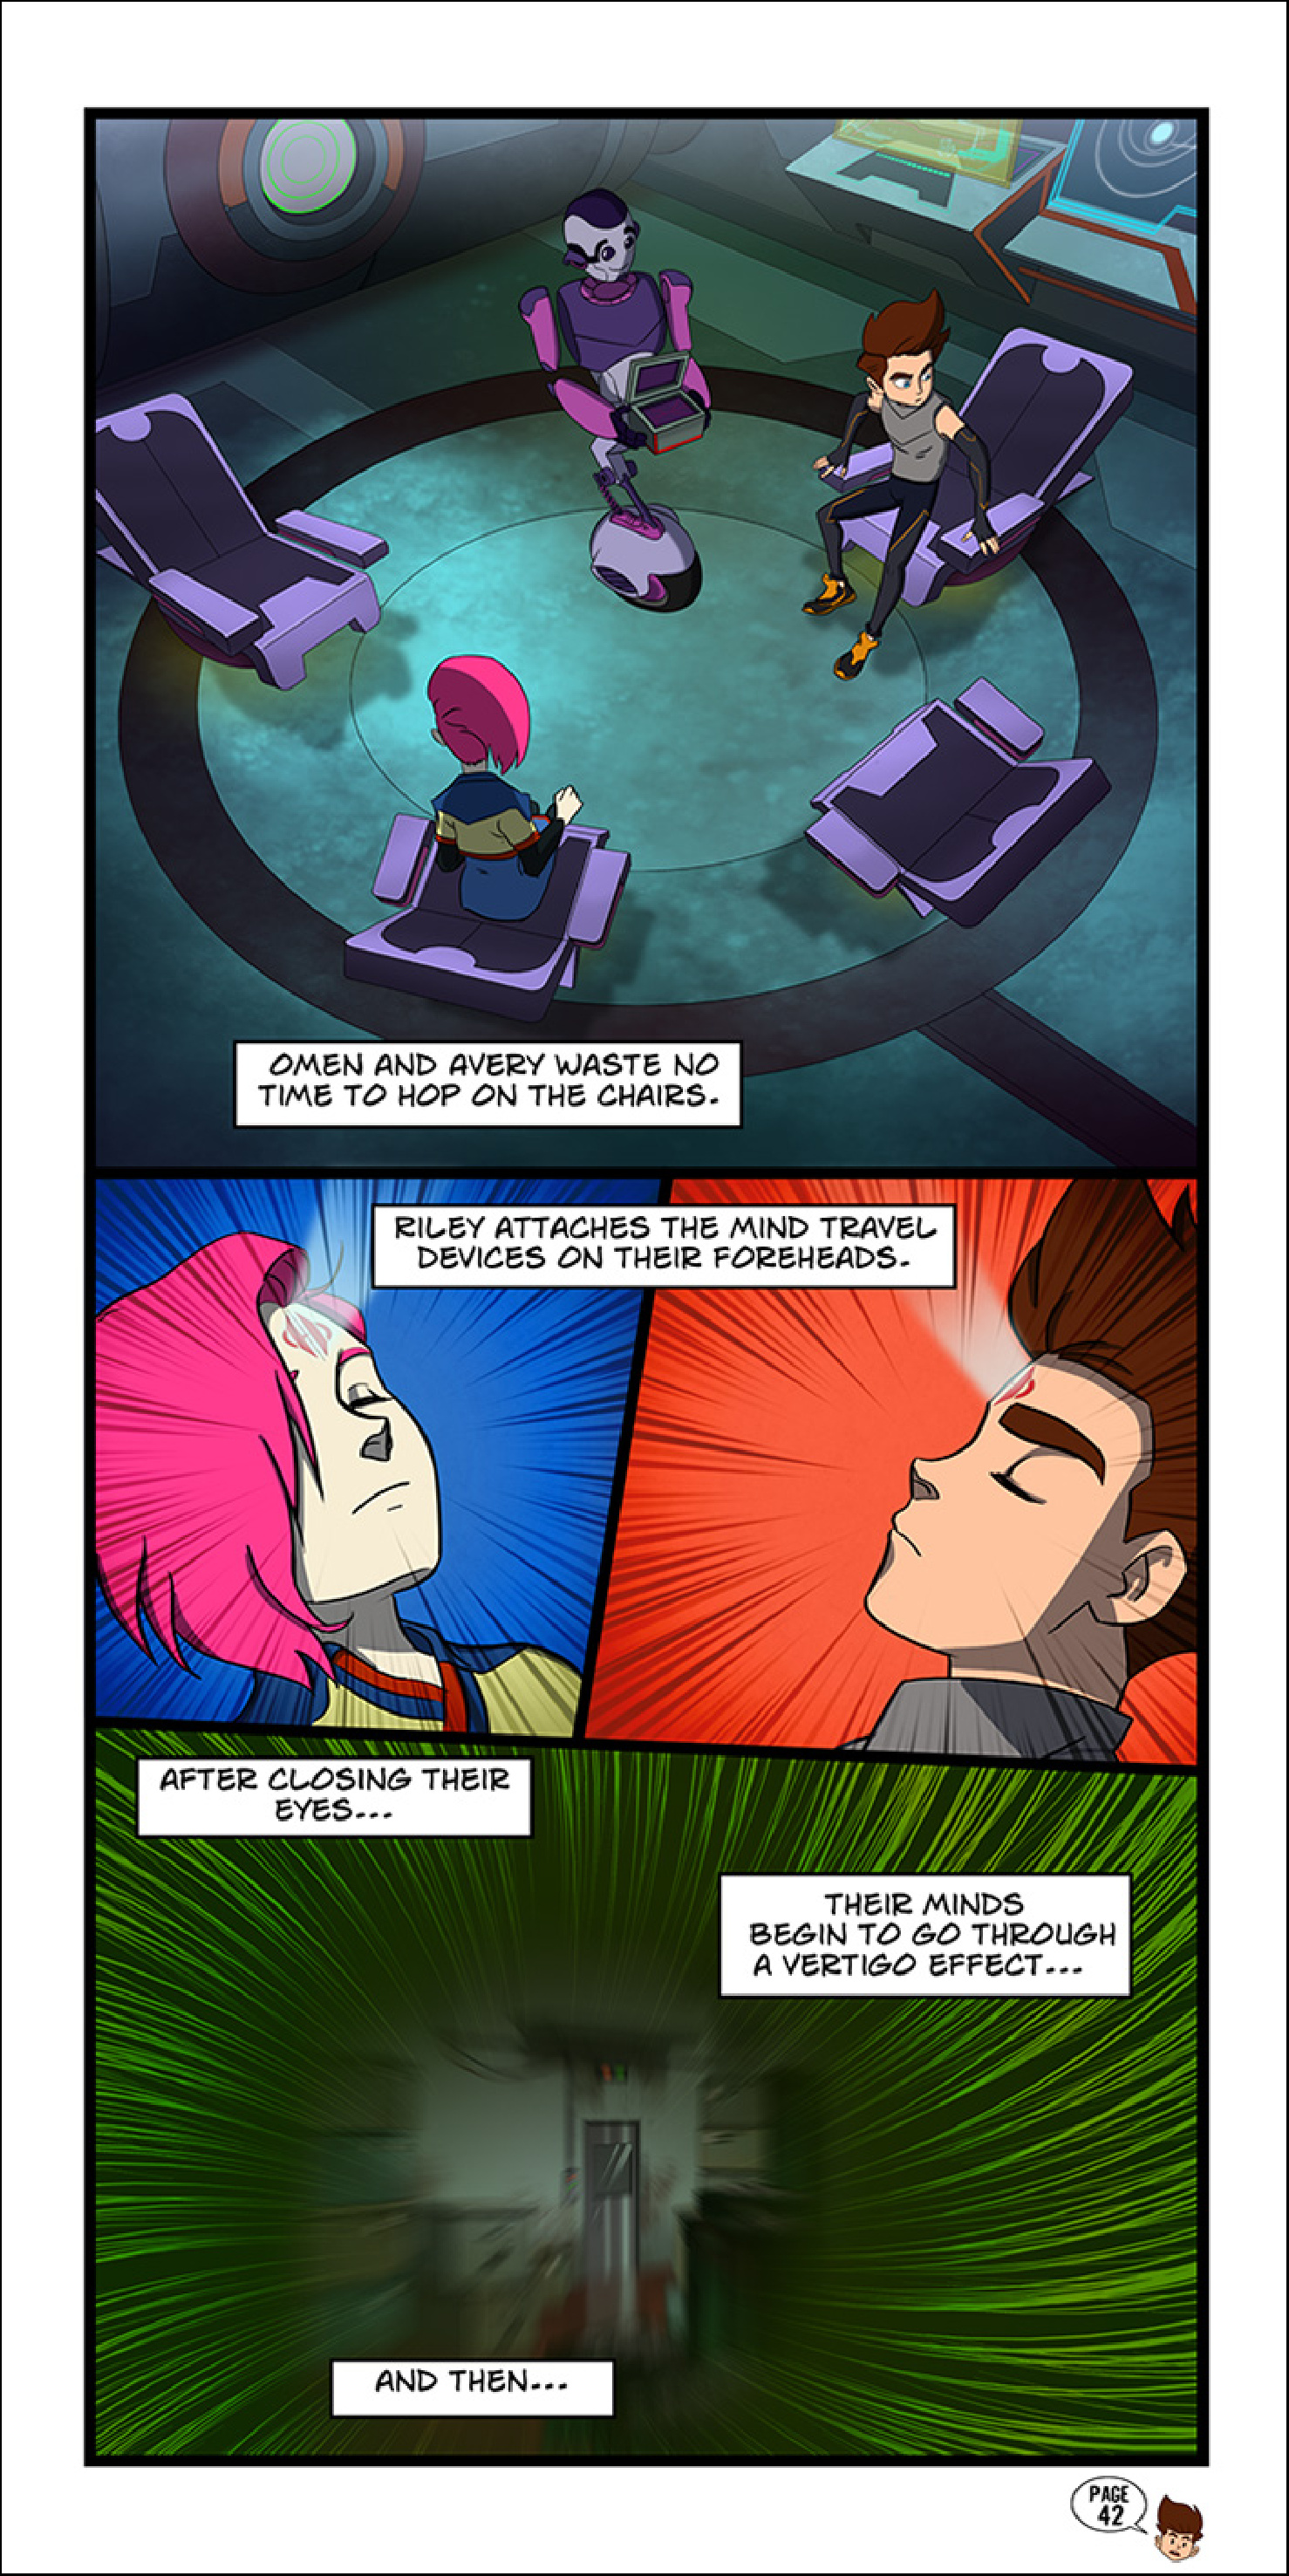 OMEN AND AVERY WASTE NO
TIME TO HOP ON THE CHAIRS.
RILEY ATTACHES THE MIND TRAVEL
DEVICES ON THEIR FOREHEADS.
AFTER CLOSING THEIR
EYES...
THEIR MINDS
BEGIN TO GO THROUGH
A VERTIGO EFFECT...
AND THEN...
PAGE
42